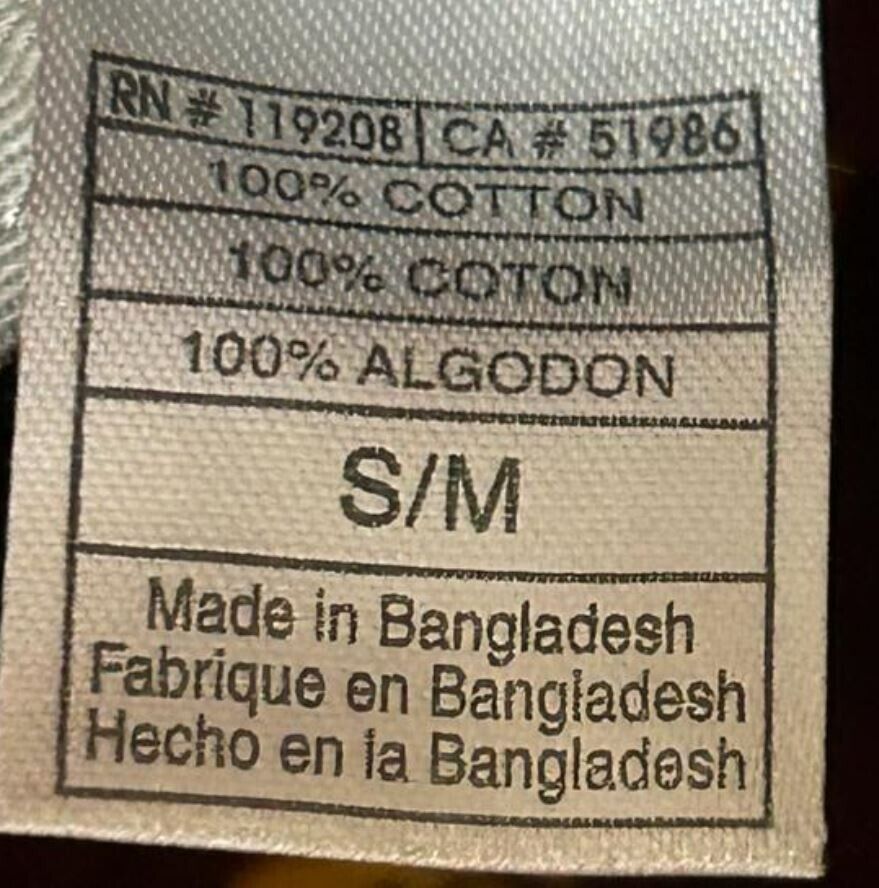 RN # 119208 | CA # 51986
100% COTTON
100% COTON
100% ALGODON
S/M
Made in Bangladesh
Fabrique en Bangladesh
Hecho en la Bangladesh